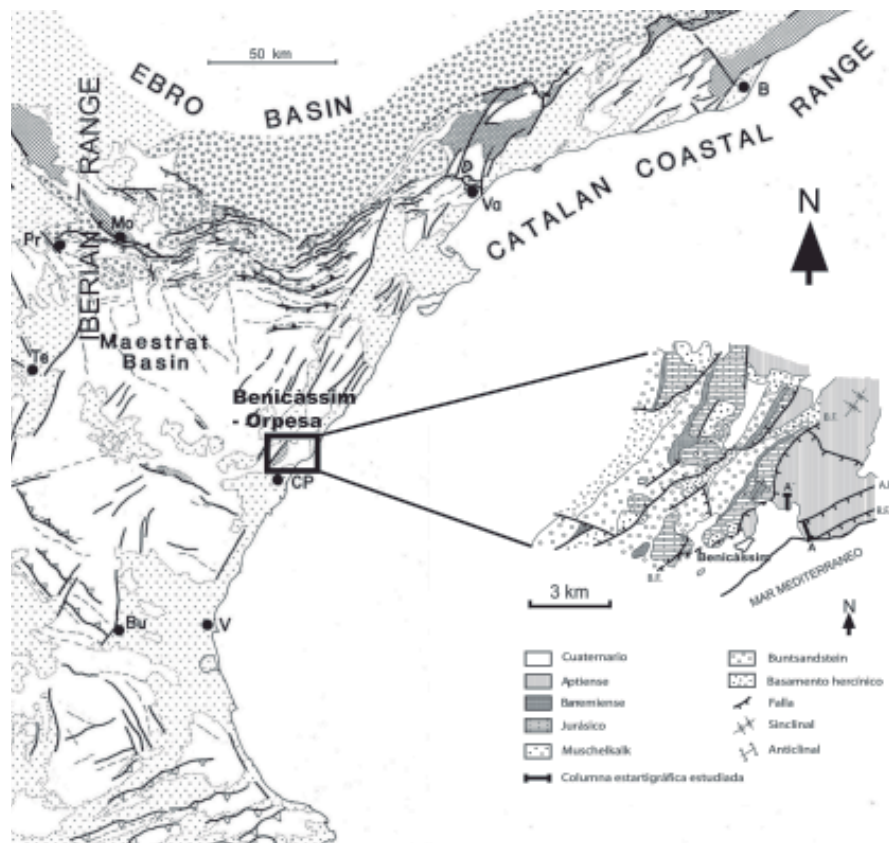 50 km
EBRO BASIN
CATALAN COASTAL RANGE
IBERIAN RANGE
B
Va
Pr
Mo
Te
Maestrat
Basin
Benicàssim
- Orpesa
CP
Bu
V
N
B.F.
A'
B.F.
A
Benicàssim
B.F.
MAR MEDITERRANEO
3 km
N
Cuaternario
Aptiense
Barremiense
Jurásico
Muschelkalk
Buntsandstein
Basamento hercínico
Falla
Sinclinal
Anticlinal
Columna estartigráfica estudiada